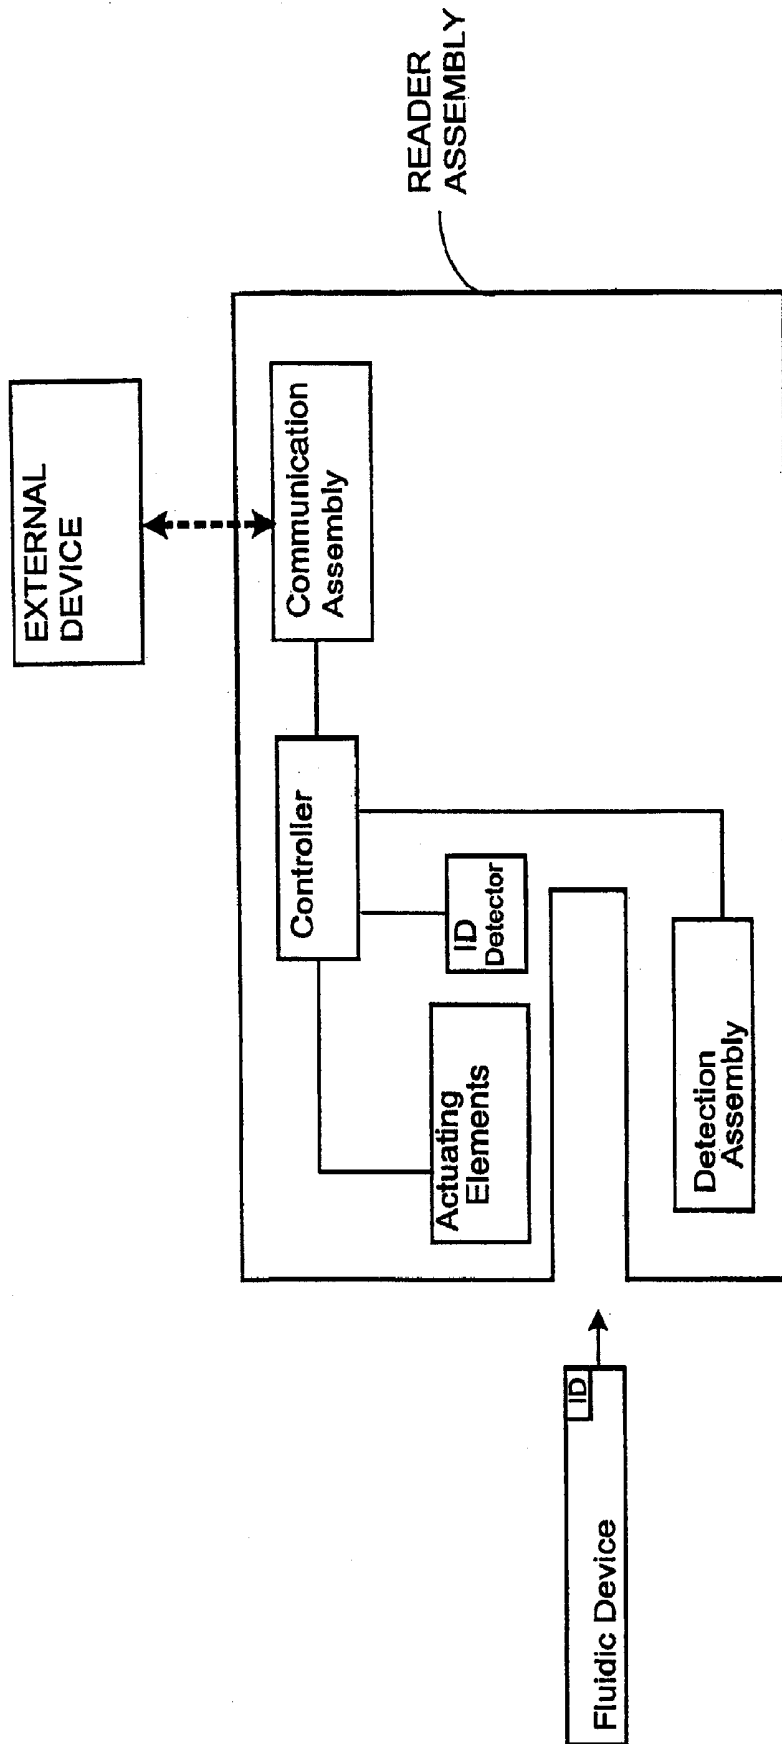 EXTERNAL
DEVICE
READER
ASSEMBLY
Communication
Assembly
Controller
ID
Detector
Actuating
Elements
Detection
Assembly
ID
Fluidic Device